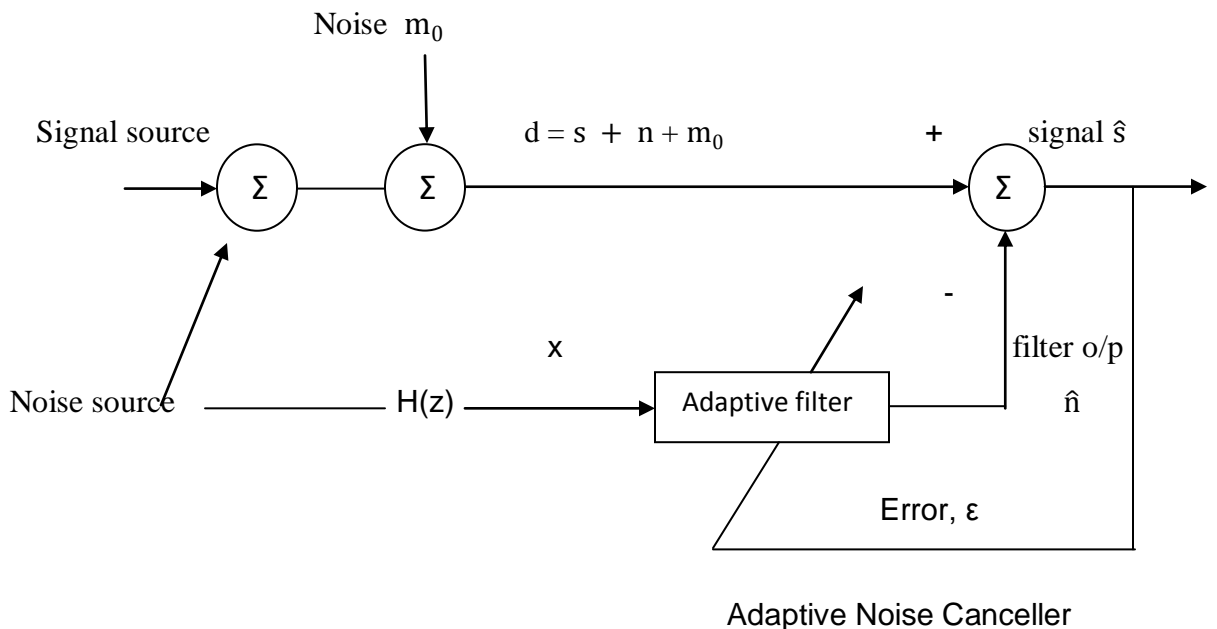 Noise m₀
Signal source
d = s + n + m₀
+
signal ŝ
Σ
Σ
Σ
-
x
filter o/p
Noise source
H(z)
Adaptive filter
n̂
Error, ε
Adaptive Noise Canceller